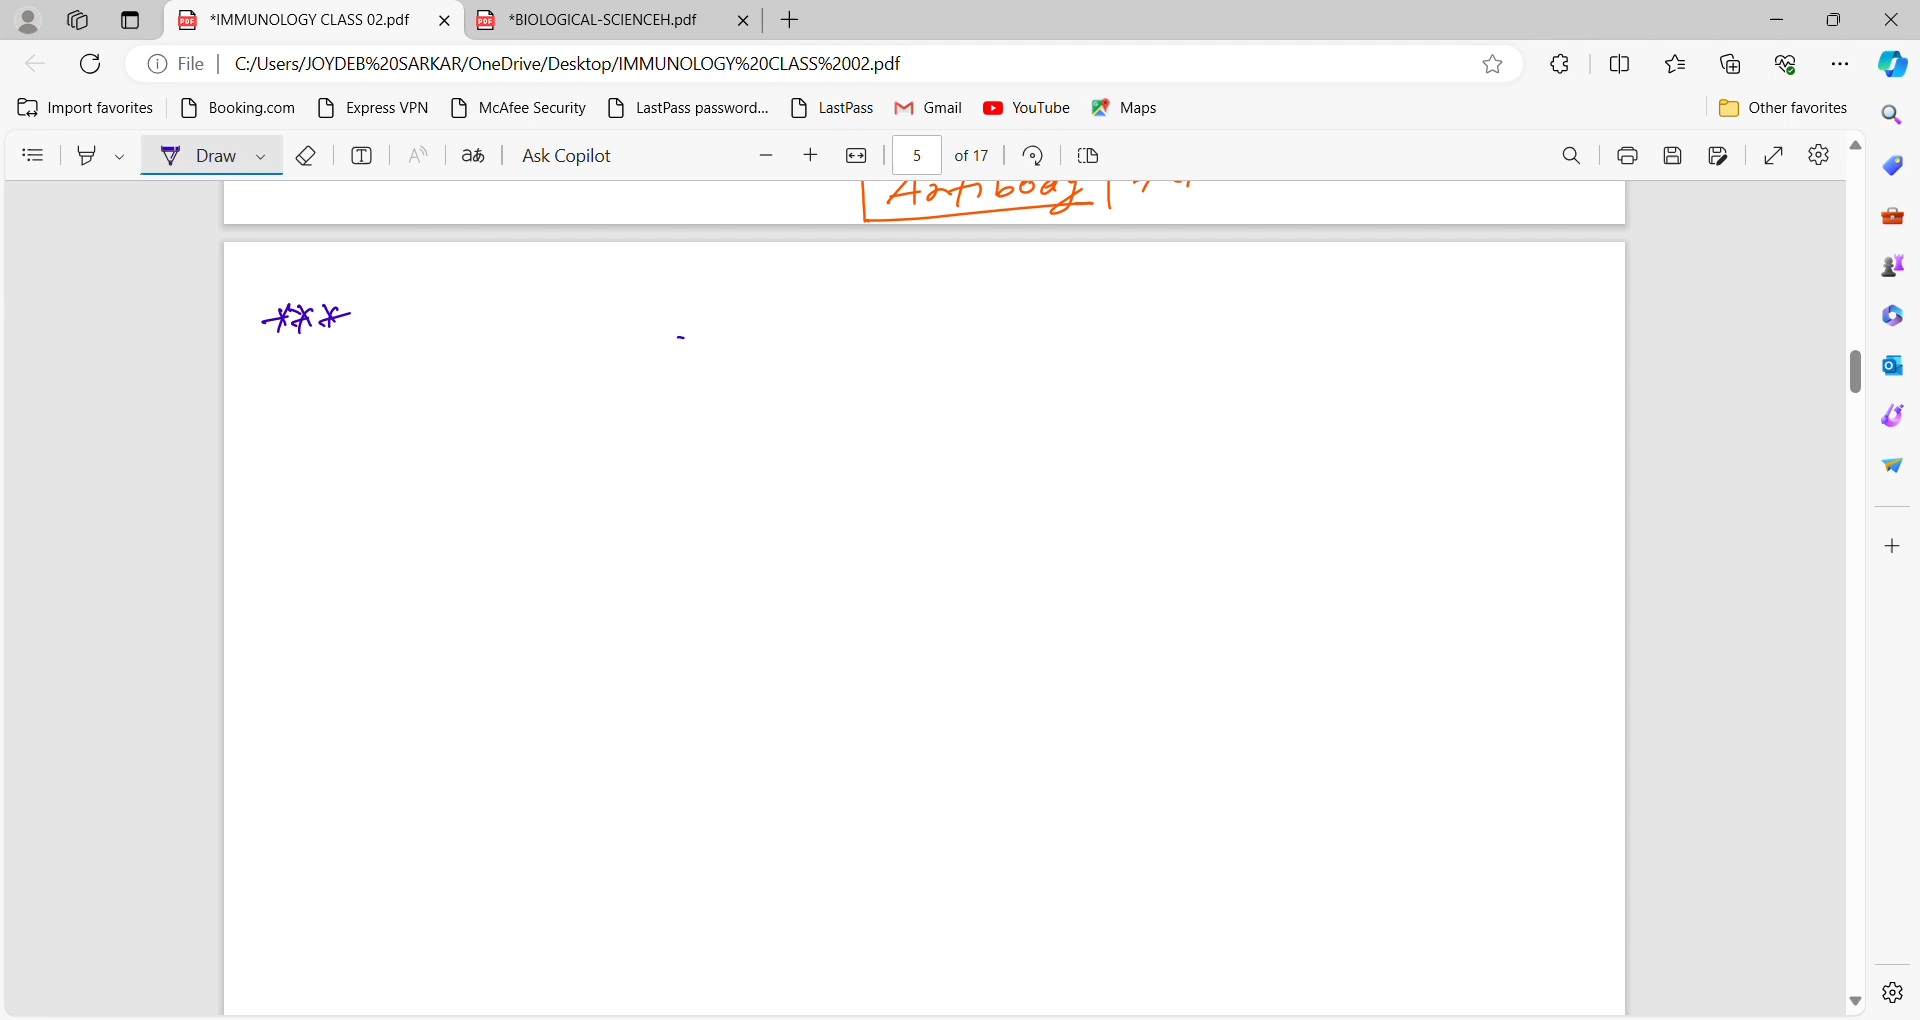 *IMMUNOLOGY CLASS 02.pdf
*BIOLOGICAL-SCIENCEH.pdf
File
C:/Users/JOYDEB%20SARKAR/OneDrive/Desktop/IMMUNOLOGY%20CLASS%2002.pdf
Import favorites
Booking.com
Express VPN
McAfee Security
LastPass password...
LastPass
Gmail
YouTube
Maps
Other favorites
Draw
Ask Copilot
5 of 17
Antibody
***